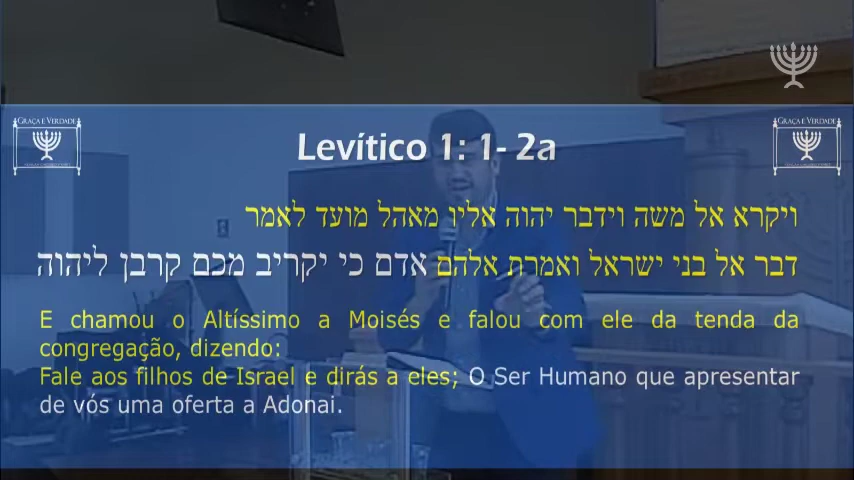 GRAÇA E VERDADE
GRAÇA E VERDADE
Levítico 1: 1- 2a
ויקרא אל משה וידבר יהוה אליו מאהל מועד לאמר
דבר אל בני ישראל ואמרת אלהם אדם כי יקריב מכם קרבן ליהוה
E chamou o Altíssimo a Moisés e falou com ele da tenda da
congregação, dizendo:
Fale aos filhos de Israel e dirás a eles; O Ser Humano que apresentar
de vós uma oferta a Adonai.